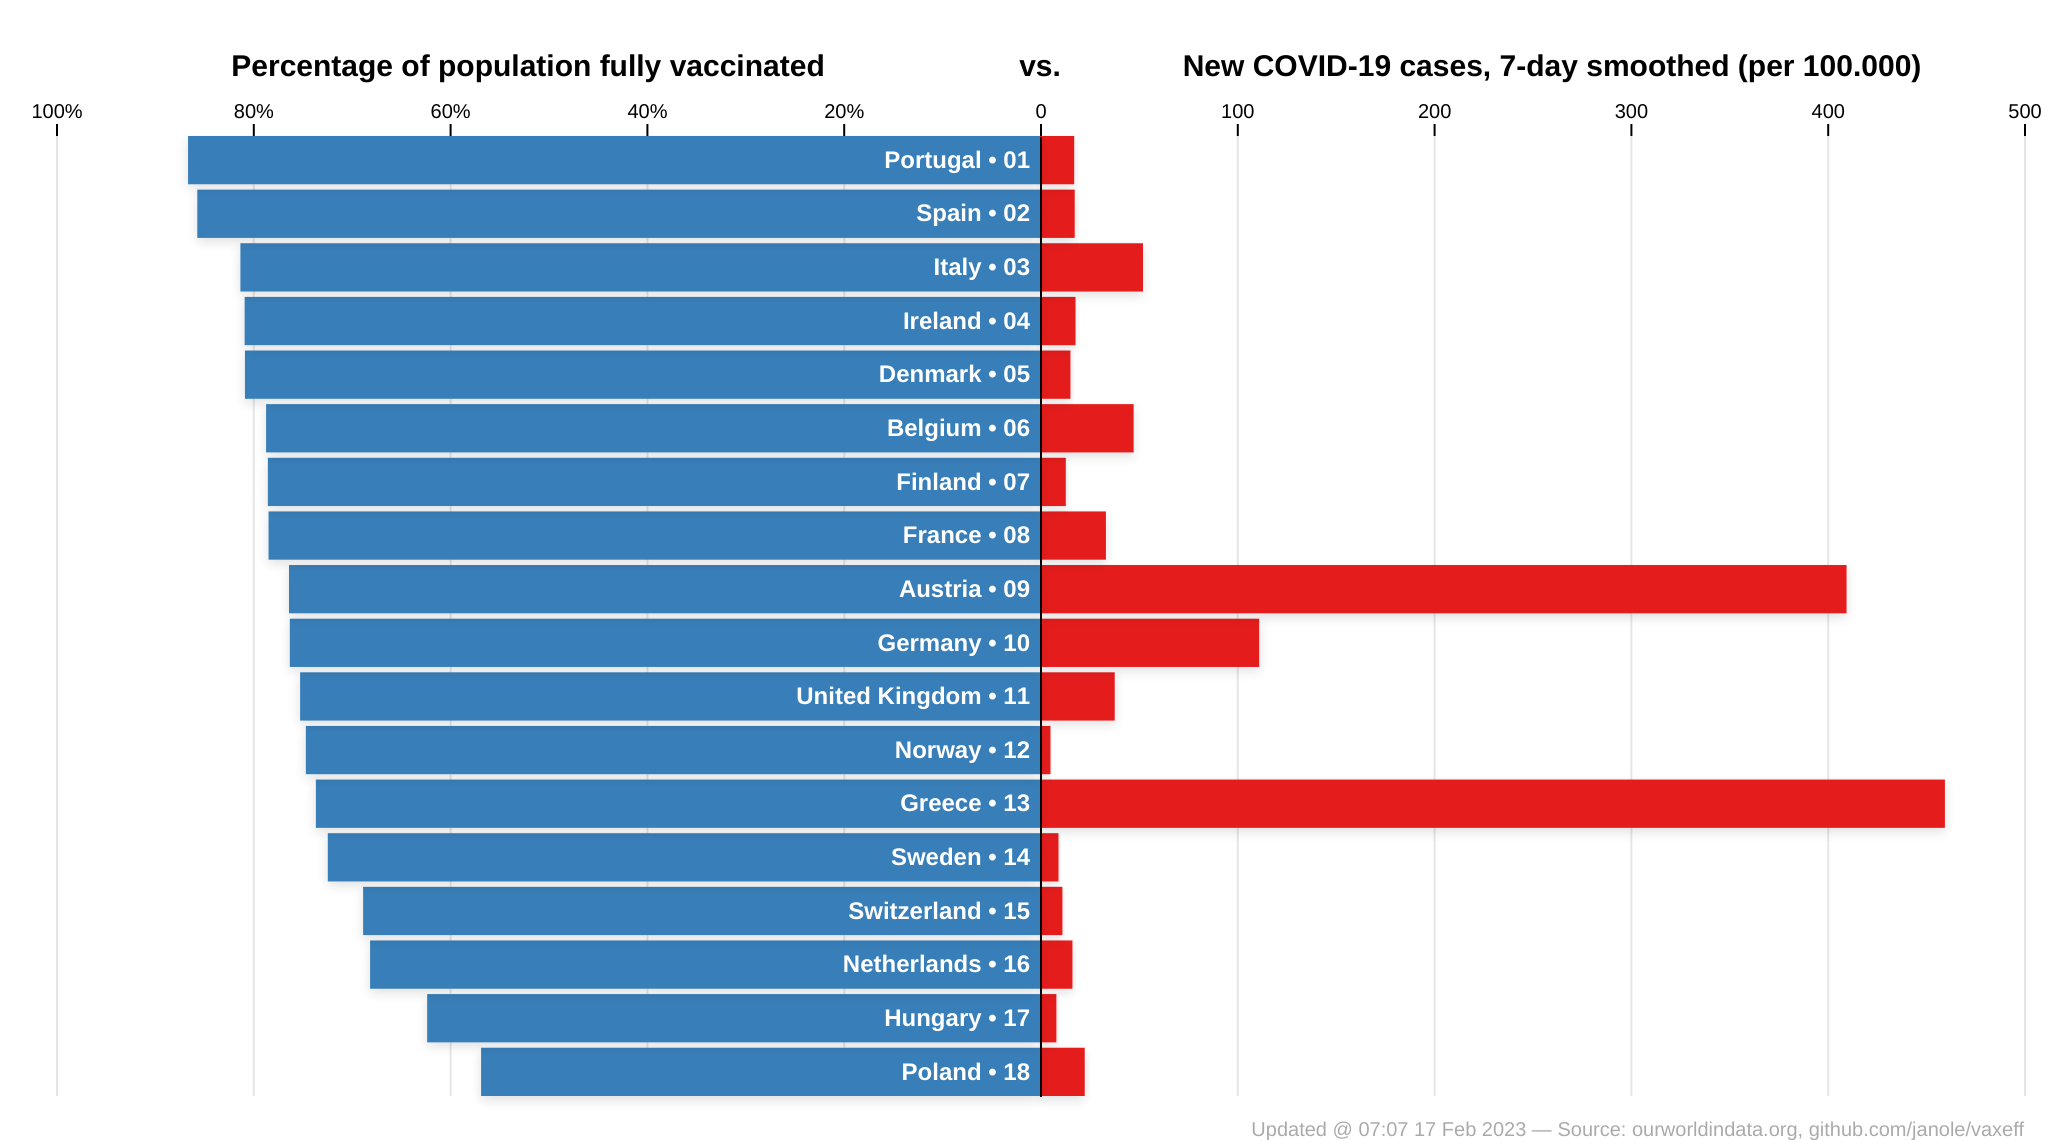 Percentage of population fully vaccinated vs. New COVID-19 cases, 7-day smoothed (per 100.000)
100% 80% 60% 40% 20% 0 100 200 300 400 500
Portugal • 01
Spain • 02
Italy • 03
Ireland • 04
Denmark • 05
Belgium • 06
Finland • 07
France • 08
Austria • 09
Germany • 10
United Kingdom • 11
Norway • 12
Greece • 13
Sweden • 14
Switzerland • 15
Netherlands • 16
Hungary • 17
Poland • 18
Updated @ 07:07 17 Feb 2023 — Source: ourworldindata.org, github.com/janole/vaxeff